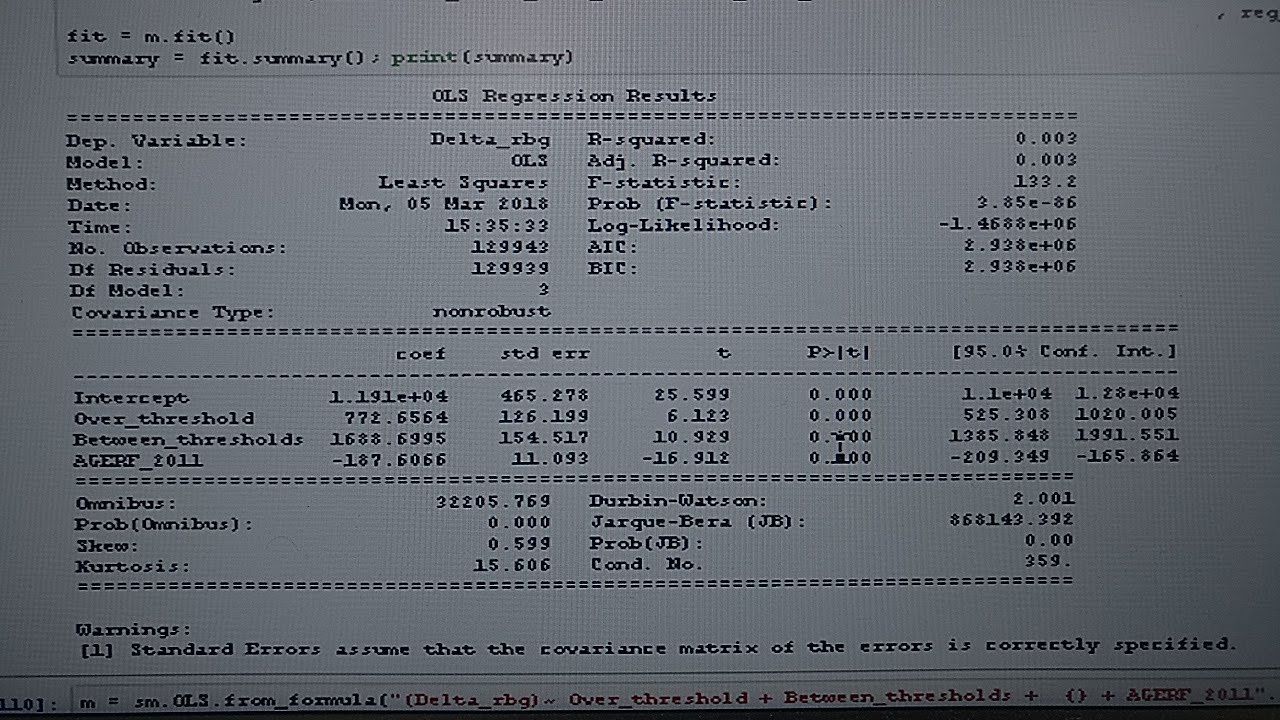 , reg
fit = m.fit()
summary = fit.summary(); print(summary)
OLS Regression Results
Dep. Variable: Delta_rbg R-squared: 0.003
Model: OLS Adj. R-squared: 0.003
Method: Least Squares F-statistic: 133.2
Date: Mon, 05 Mar 2018 Prob (F-statistic): 3.85e-86
Time: 15:35:33 Log-Likelihood: -1.4688e+06
No. Observations: 129943 AIC: 2.938e+06
Df Residuals: 129939 BIC: 2.938e+06
Df Model: 3
Covariance Type: nonrobust
coef std err t P>|t| [95.0% Conf. Int.]
Intercept 1.191e+04 465.278 25.599 0.000 1.1e+04 1.28e+04
Over_threshold 772.6564 126.199 6.123 0.000 525.308 1020.005
Between_thresholds 1688.6995 154.517 10.929 0.000 1385.848 1991.551
AGERF_2011 -187.6066 11.093 -16.912 0.000 -209.349 -165.864
Omnibus: 32205.769 Durbin-Watson: 2.001
Prob(Omnibus): 0.000 Jarque-Bera (JB): 868143.392
Skew: 0.599 Prob(JB): 0.00
Kurtosis: 15.606 Cond. No. 359.
Warnings:
[1] Standard Errors assume that the covariance matrix of the errors is correctly specified.
110]: m = sm.OLS.from_formula("(Delta_rbg)~ Over_threshold + Between_thresholds + {} + AGERF_2011".